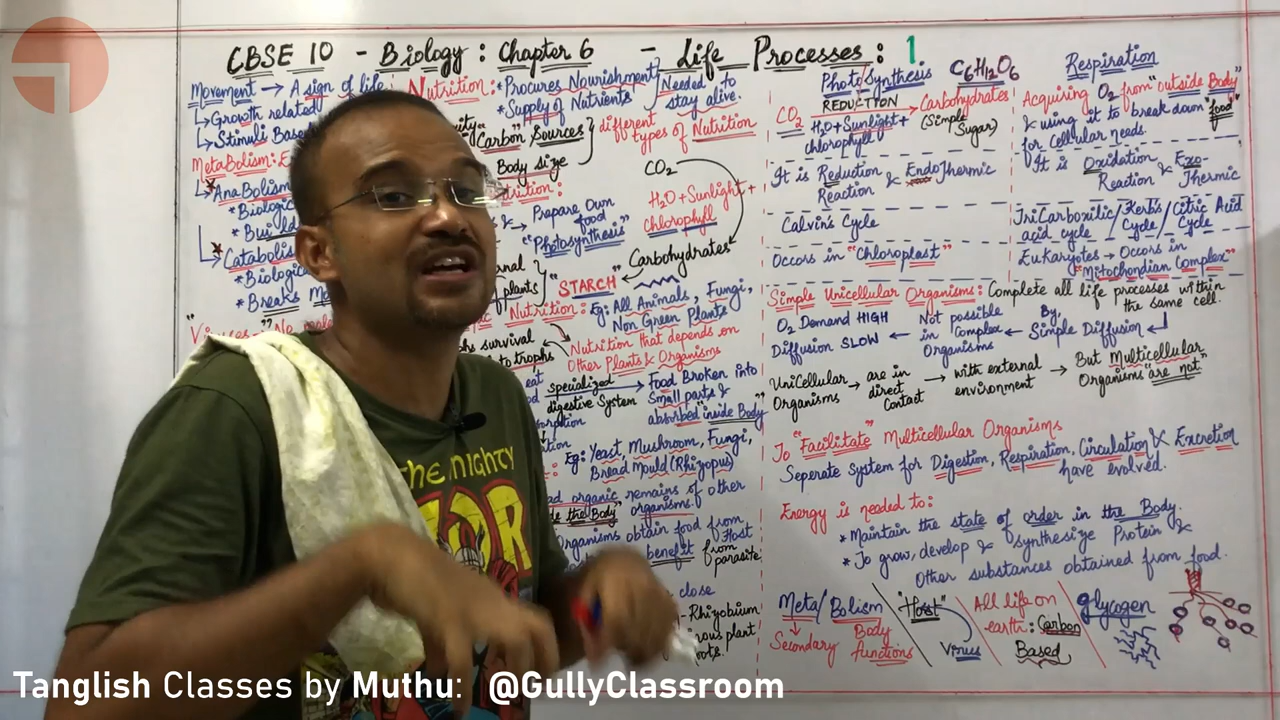 CBSE 10 - Biology : Chapter 6 - Life Processes : 1
Movement → A sign of life
↳ Growth related
↳ Stimuli Base
MetaBolism:
↳ AnaBolism
* Biologic
* Build
↳ Catabolis
* Biologic
* Breaks
"Viruses"
Nutrition: * Procures Nourishment
* Supply of Nutrients
Needed to
stay alive.
"Carbon" Sources
Body size
different
types of Nutrition
& → Prepare Own
food
"Photosynthesis"
plants
CO₂
H₂O + Sunlight +
Chlorophyll
Carbohydrates
"STARCH"
Nutrition: Eg: All Animals, Fungi,
Non Green Plants
survival
Nutrition that depends on
Other Plants & Organisms
specialized
digestive System
→ Food Broken into
Small parts &
absorbed "inside Body"
Eg: Yeast, Mushroom, Fungi,
Bread Mould (Rhizopus)
organic remains of other
the Body" organisms.
Organisms obtain food from Host
benefit from
parasite
close
- Rhizobium
plant
Photo/Synthesis
C₆H₁₂O₆
CO₂ REDUCTION → Carbohydrates
(Simple
Sugar)
H₂O + Sunlight +
chlorophyll
It is Reduction
Reaction & EndoThermic
Calvin's Cycle
Occurs in "Chloroplast"
Respiration
Acquiring O₂ from "outside Body"
& using it to break down "food"
for Cellular needs.
It is Oxidation & Exo-
Reaction Thermic
TriCarboxilic/Kerb's/Citric Acid
acid cycle / Cycle / Cycle
Eukaryotes → Occurs in
"Mitochondian Complex"
Simple Unicellular Organisms: Complete all life processes within
the same cell.
O₂ Demand HIGH
Diffusion SLOW
← Not possible
in Complex
Organisms
← By:
Simple Diffusion
UniCellular
Organisms
→ are in
direct
Contact
→ with external
environment
→ But Multicellular
Organisms "are not"
To "Facilitate" Multicellular Organisms
Seperate System for Digestion, Respiration, Circulation & Excretion
have evolved.
Energy is needed to:
* Maintain the state of order in the Body.
* To grow, develop & synthesize Protein &
Other substances obtained from food.
Meta/Bolism
Secondary Body
functions
"Host"
Virus
All life on
earth: Carbon
Based
glycogen
THE MIGHTY
Tanglish Classes by Muthu: @GullyClassroom